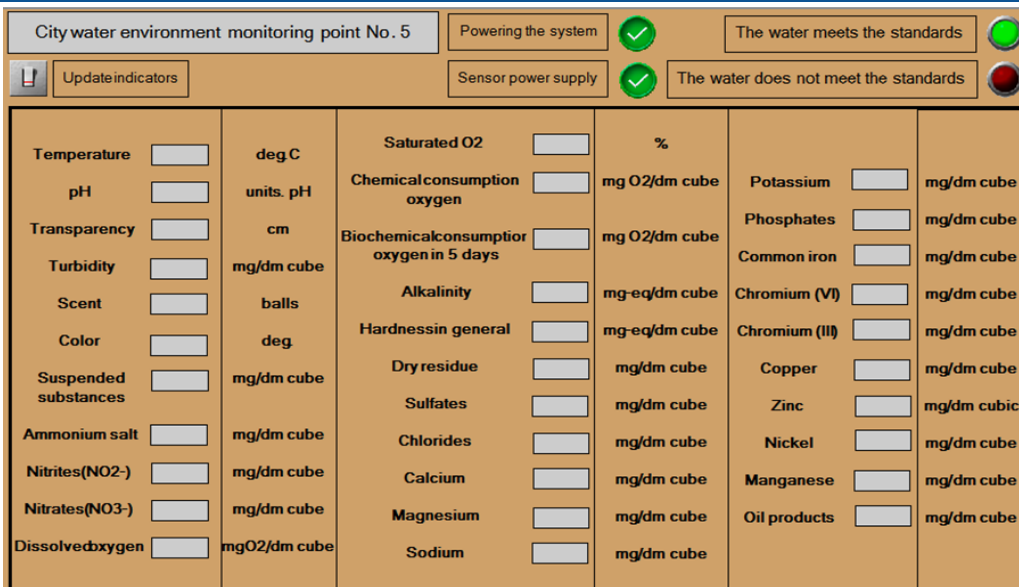 City water environment monitoring point No. 5
Powering the system
The water meets the standards
Update indicators
Sensor power supply
The water does not meet the standards
Temperature
deg.C
pH
units. pH
Transparency
cm
Turbidity
mg/dm cube
Scent
balls
Color
deg.
Suspended
substances
mg/dm cube
Ammonium salt
mg/dm cube
Nitrites(NO2-)
mg/dm cube
Nitrates(NO3-)
mg/dm cube
Dissolvedoxygen
mgO2/dm cube
Saturated O2
%
Chemical consumption
oxygen
mg O2/dm cube
Biochemicalconsumption
oxygen in 5 days
mg O2/dm cube
Alkalinity
mg-eq/dm cube
Hardnessin general
mg-eq/dm cube
Dry residue
mg/dm cube
Sulfates
mg/dm cube
Chlorides
mg/dm cube
Calcium
mg/dm cube
Magnesium
mg/dm cube
Sodium
mg/dm cube
Potassium
mg/dm cube
Phosphates
mg/dm cube
Common iron
mg/dm cube
Chromium (VI)
mg/dm cube
Chromium (III)
mg/dm cube
Copper
mg/dm cube
Zinc
mg/dm cubic
Nickel
mg/dm cube
Manganese
mg/dm cube
Oil products
mg/dm cube